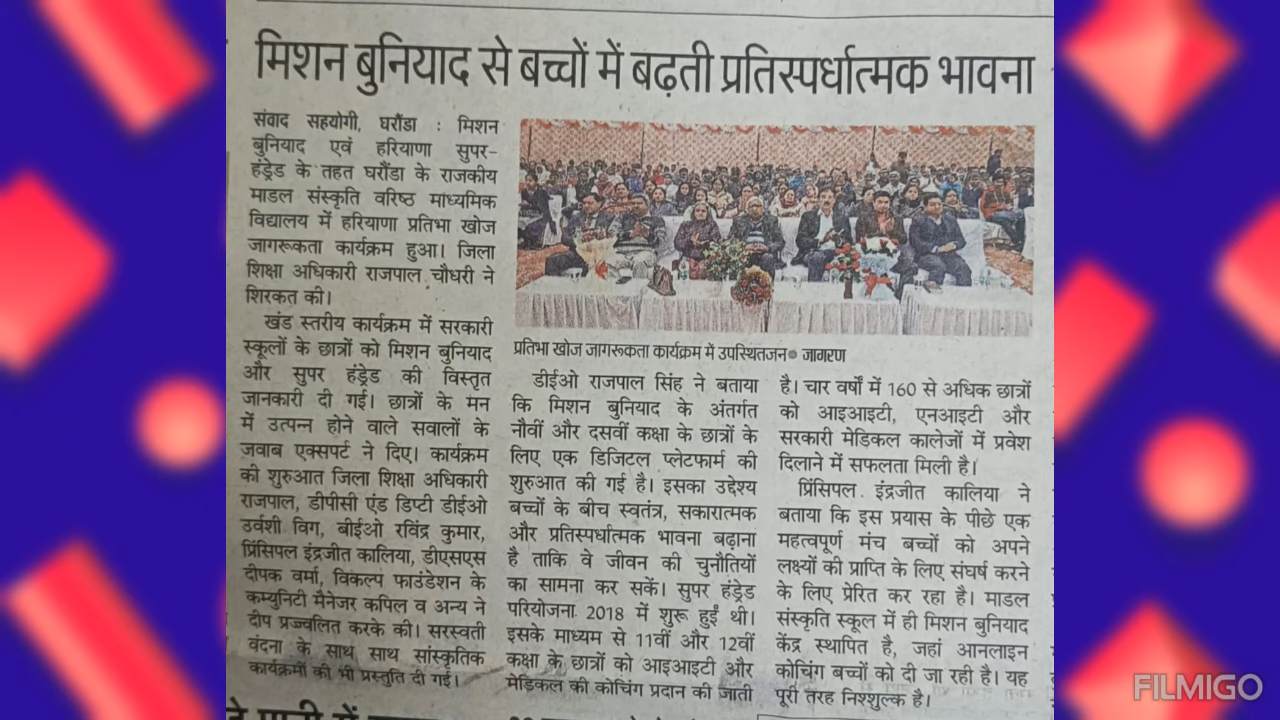 मिशन बुनियाद से बच्चों में बढ़ती प्रतिस्पर्धात्मक भावना
संवाद सहयोगी, घरौंडा : मिशन
बुनियाद एवं हरियाणा सुपर-
हंड्रेड के तहत घरौंडा के राजकीय
माडल संस्कृति वरिष्ठ माध्यमिक
विद्यालय में हरियाणा प्रतिभा खोज
जागरूकता कार्यक्रम हुआ। जिला
शिक्षा अधिकारी राजपाल चौधरी ने
शिरकत की।
खंड स्तरीय कार्यक्रम में सरकारी
स्कूलों के छात्रों को मिशन बुनियाद
और सुपर हंड्रेड की विस्तृत
जानकारी दी गई। छात्रों के मन
में उत्पन्न होने वाले सवालों के
जवाब एक्सपर्ट ने दिए। कार्यक्रम
की शुरुआत जिला शिक्षा अधिकारी
राजपाल, डीपीसी एंड डिप्टी डीईओ
उर्वशी विग, बीईओ रविंद्र कुमार,
प्रिंसिपल इंद्रजीत कालिया, डीएसएस
दीपक वर्मा, विकल्प फाउंडेशन के
कम्युनिटी मैनेजर कपिल व अन्य ने
दीप प्रज्वलित करके की। सरस्वती
वंदना के साथ साथ सांस्कृतिक
कार्यक्रमों की भी प्रस्तुति दी गई।
प्रतिभा खोज जागरूकता कार्यक्रम में उपस्थितजन● जागरण
डीईओ राजपाल सिंह ने बताया
कि मिशन बुनियाद के अंतर्गत
नौवीं और दसवीं कक्षा के छात्रों के
लिए एक डिजिटल प्लेटफार्म की
शुरुआत की गई है। इसका उद्देश्य
बच्चों के बीच स्वतंत्र, सकारात्मक
और प्रतिस्पर्धात्मक भावना बढ़ाना
है ताकि वे जीवन की चुनौतियों
का सामना कर सकें। सुपर हंड्रेड
परियोजना 2018 में शुरू हुई थी।
इसके माध्यम से 11वीं और 12वीं
कक्षा के छात्रों को आइआइटी और
मेडिकल की कोचिंग प्रदान की जाती
है। चार वर्षों में 160 से अधिक छात्रों
को आइआइटी, एनआइटी और
सरकारी मेडिकल कालेजों में प्रवेश
दिलाने में सफलता मिली है।
प्रिंसिपल इंद्रजीत कालिया ने
बताया कि इस प्रयास के पीछे एक
महत्वपूर्ण मंच बच्चों को अपने
लक्ष्यों की प्राप्ति के लिए संघर्ष करने
के लिए प्रेरित कर रहा है। माडल
संस्कृति स्कूल में ही मिशन बुनियाद
केंद्र स्थापित है, जहां आनलाइन
कोचिंग बच्चों को दी जा रही है। यह
पूरी तरह निश्शुल्क है।
FILMIGO